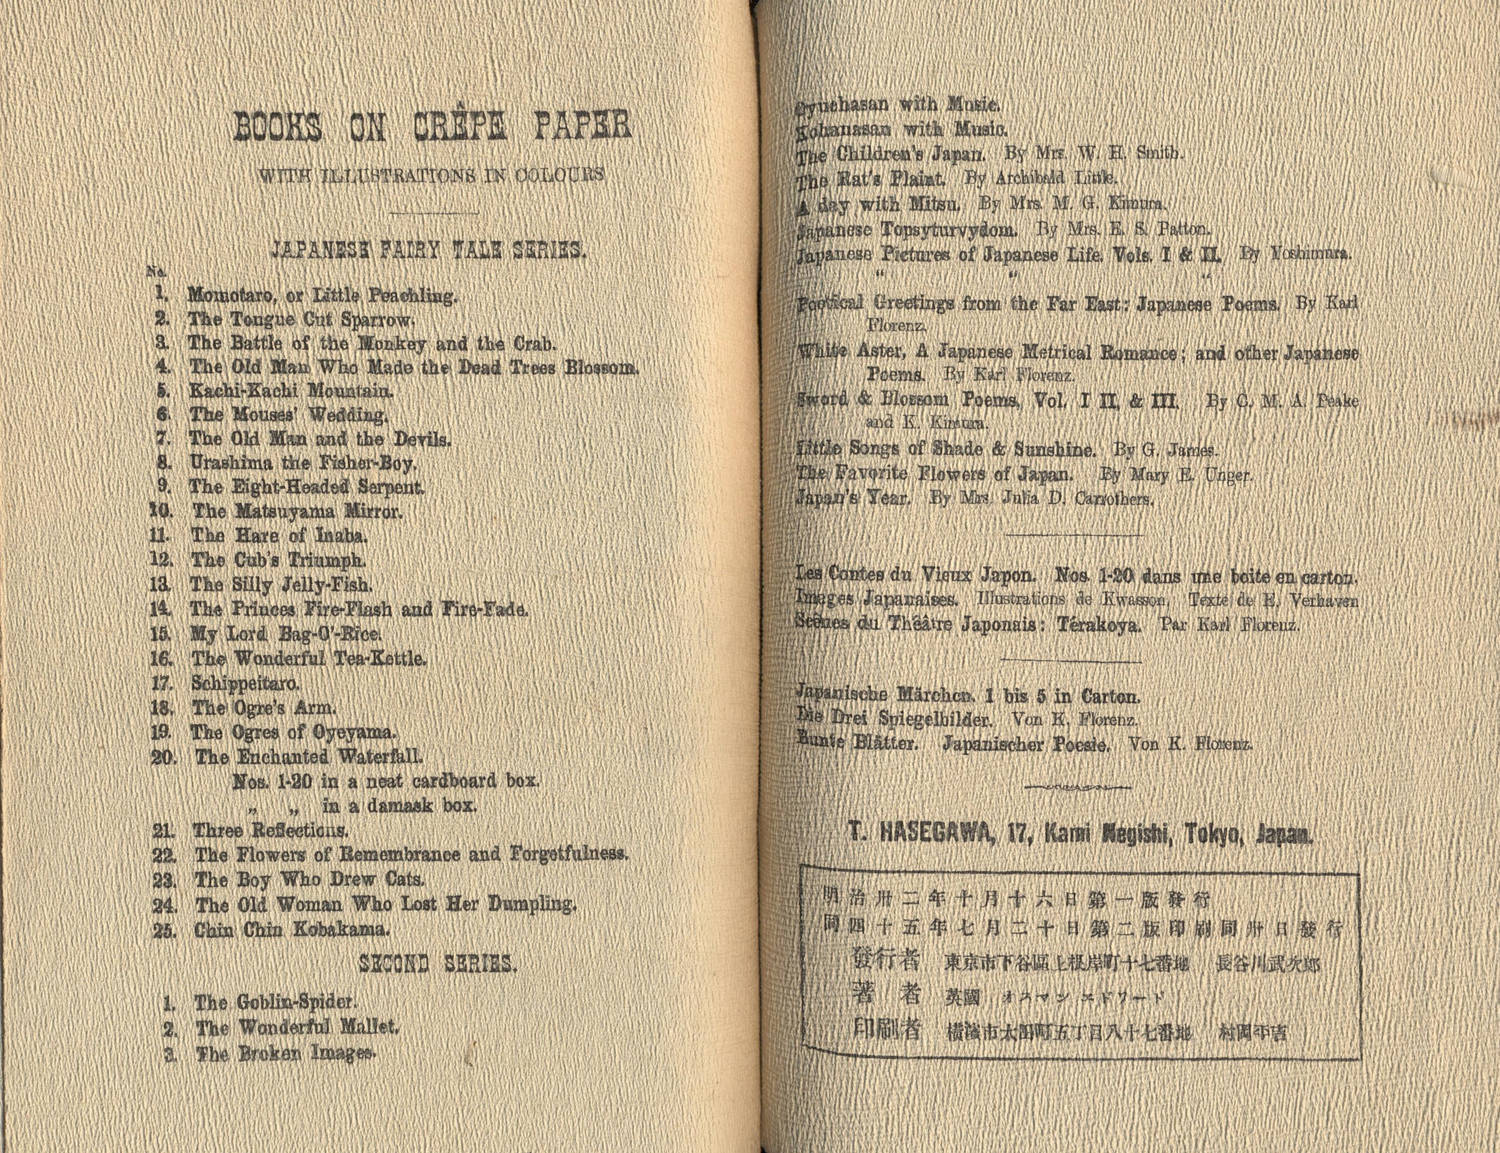 BOOKS ON CRÊPE PAPER
WITH ILLUSTRATIONS IN COLOURS
JAPANESE FAIRY TALE SERIES.
No.
1. Momotaro, or Little Peachling.
2. The Tongue Cut Sparrow.
3. The Battle of the Monkey and the Crab.
4. The Old Man Who Made the Dead Trees Blossom.
5. Kachi-Kachi Mountain.
6. The Mouses' Wedding.
7. The Old Man and the Devils.
8. Urashima the Fisher-Boy.
9. The Eight-Headed Serpent.
10. The Matsuyama Mirror.
11. The Hare of Inaba.
12. The Cub's Triumph.
13. The Silly Jelly-Fish.
14. The Princes Fire-Flash and Fire-Fade.
15. My Lord Bag-O'-Rice.
16. The Wonderful Tea-Kettle.
17. Schippeitaro.
18. The Ogre's Arm.
19. The Ogres of Oyeyama.
20. The Enchanted Waterfall.
Nos. 1-20 in a neat cardboard box.
„ „ in a damask box.
21. Three Reflections.
22. The Flowers of Remembrance and Forgetfulness.
23. The Boy Who Drew Cats.
24. The Old Woman Who Lost Her Dumpling.
25. Chin Chin Kobakama.
SECOND SERIES.
1. The Goblin-Spider.
2. The Wonderful Mallet.
3. The Broken Images.
Oyuchasan with Music.
Kohanasan with Music.
The Children's Japan. By Mrs. W. H. Smith.
The Rat's Plaint. By Archibald Little.
A day with Mitsu. By Mrs. M. G. Kimura.
Japanese Topsyturvydom. By Mrs. E. S. Patton.
Japanese Pictures of Japanese Life. Vols. I & II. By Yoshimura.
" " "
Poetical Greetings from the Far East: Japanese Poems. By Karl
Florenz.
White Aster, A Japanese Metrical Romance; and other Japanese
Poems. By Karl Florenz.
Sword & Blossom Poems, Vol. I II, & III. By C. M. A. Peake
and K. Kimura.
Little Songs of Shade & Sunshine. By G. James.
The Favorite Flowers of Japan. By Mary E. Unger.
Japan's Year. By Mrs. Julia D. Carrothers.
Les Contes du Vieux Japon. Nos. 1-20 dans une boite en carton.
Images Japonaises. Illustrations de Kwasson, Texte de E. Verhaven
Scènes du Théâtre Japonais: Térakoya. Par Karl Florenz.
Japanische Märchen. 1 bis 5 in Carton.
Die Drei Spiegelbilder. Von K. Florenz.
Bunte Blätter. Japanischer Poesie. Von K. Florenz.
T. HASEGAWA, 17, Kami Negishi, Tokyo, Japan.
明治卅二年十月十六日第一版發行
同四十五年七月二十日第二版印刷同卅日發行
發行者 東京市下谷區上根岸町十七番地 長谷川武次郎
著者 英國 オスマン エドワード
印刷者 橫濱市太田町五丁目八十七番地 村岡平吉